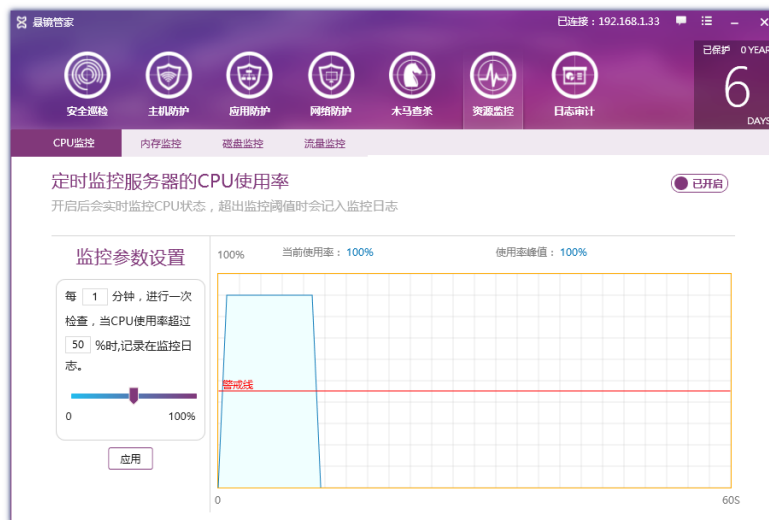 悬镜管家
已连接：192.168.1.33
已保护 0 YEAR
6
DAYS
安全巡检 主机防护 应用防护 网络防护 木马查杀 资源监控 日志审计
CPU监控 内存监控 磁盘监控 流量监控
定时监控服务器的CPU使用率
已开启
开启后会实时监控CPU状态，超出监控阈值时会记入监控日志
监控参数设置
每 1 分钟，进行一次
检查，当CPU使用率超过
50 %时,记录在监控日
志。
0 100%
应用
100% 当前使用率： 100% 使用率峰值： 100%
警戒线
0 60S